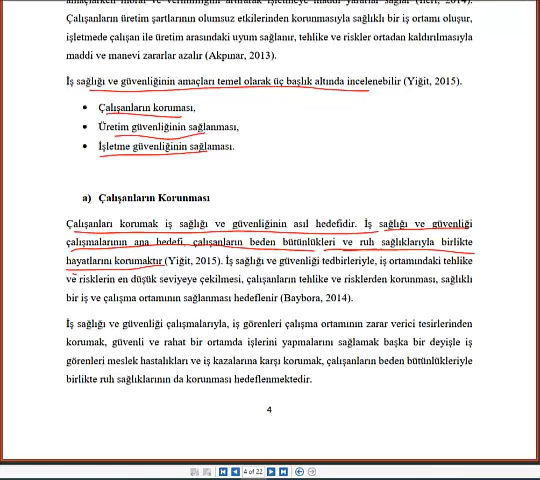 Çalışanların üretim şartlarının olumsuz etkilerinden korunmasıyla sağlıklı bir iş ortamı oluşur,
işletmede çalışan ile üretim arasındaki uyum sağlanır, tehlike ve riskler ortadan kaldırılmasıyla
maddi ve manevi zararlar azalır (Akpınar, 2013).
İş sağlığı ve güvenliğinin amaçları temel olarak üç başlık altında incelenebilir (Yiğit, 2015).
• Çalışanların koruması,
• Üretim güvenliğinin sağlanması,
• İşletme güvenliğinin sağlaması.
a) Çalışanların Korunması
Çalışanları korumak iş sağlığı ve güvenliğinin asıl hedefidir. İş sağlığı ve güvenliği
çalışmalarının ana hedefi, çalışanların beden bütünlükleri ve ruh sağlıklarıyla birlikte
hayatlarını korumaktır (Yiğit, 2015). İş sağlığı ve güvenliği tedbirleriyle, iş ortamındaki tehlike
ve risklerin en düşük seviyeye çekilmesi, çalışanların tehlike ve risklerden korunması, sağlıklı
bir iş ve çalışma ortamının sağlanması hedeflenir (Baybora, 2014).
İş sağlığı ve güvenliği çalışmalarıyla, iş görenleri çalışma ortamının zarar verici tesirlerinden
korumak, güvenli ve rahat bir ortamda işlerini yapmalarını sağlamak başka bir deyişle iş
görenleri meslek hastalıkları ve iş kazalarına karşı korumak, çalışanların beden bütünlükleriyle
birlikte ruh sağlıklarının da korunması hedeflenmektedir.
4
4 of 22